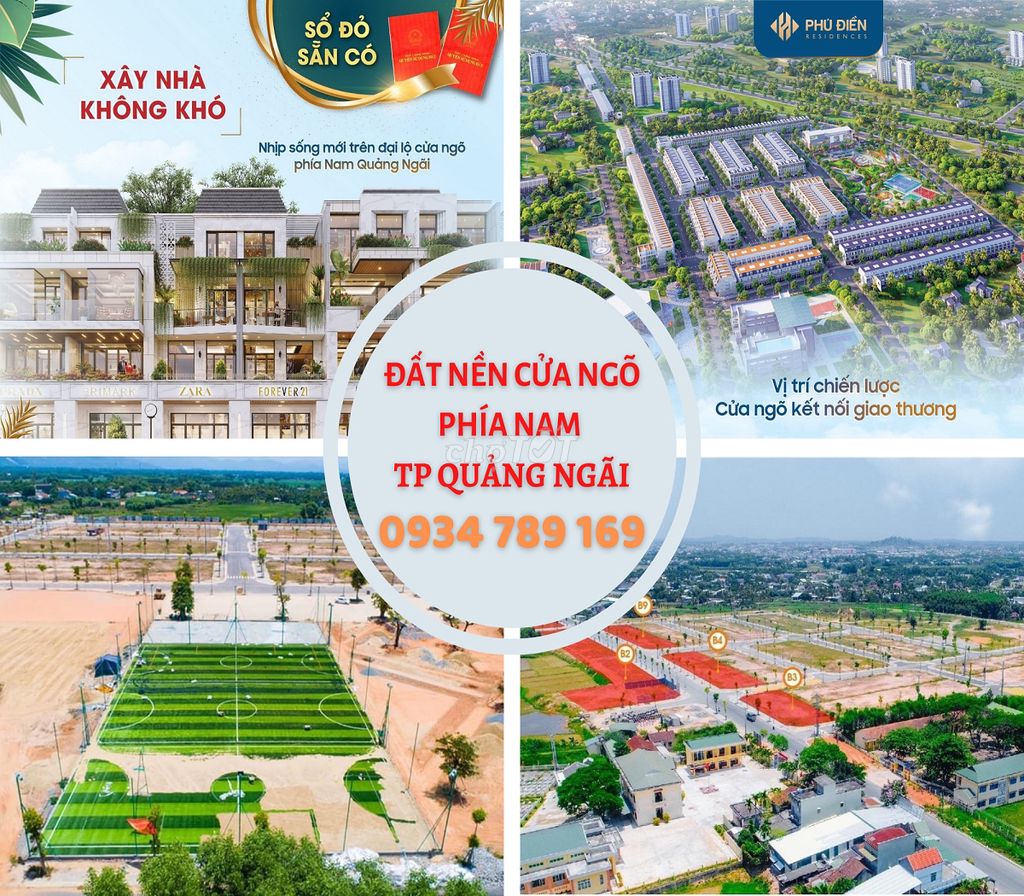 SỔ ĐỎ
SẴN CÓ
XÂY NHÀ
KHÔNG KHÓ
Nhịp sống mới trên đại lộ cửa ngõ
phía Nam Quảng Ngãi
PRIMARK
ZARA
FOREVER 21
PHÚ ĐIỀN
RESIDENCES
Vị trí chiến lược
Cửa ngõ kết nối giao thương
ĐẤT NỀN CỬA NGÕ
PHÍA NAM
chợTỐT
TP QUẢNG NGÃI
0934 789 169
B9
B2
B4
B3